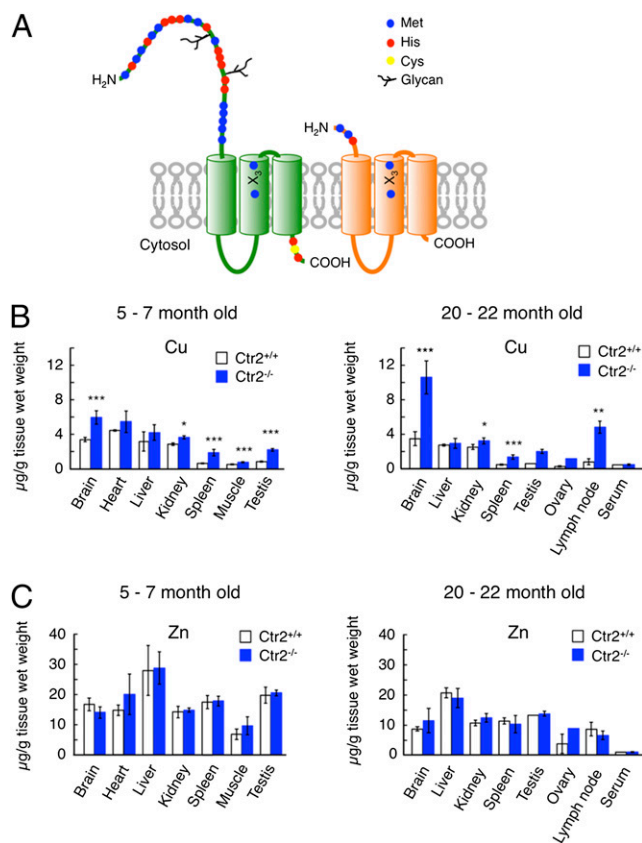 A
Met
His
Cys
Glycan
H₂N
H₂N
X₃
X₃
Cytosol
COOH
COOH
B
5 - 7 month old
20 - 22 month old
Cu
Cu
Ctr2+/+
Ctr2-/-
Ctr2+/+
Ctr2-/-
µg/g tissue wet weight
12
8
4
0
***
*
***
*
***
Brain
Heart
Liver
Kidney
Spleen
Muscle
Testis
µg/g tissue wet weight
12
8
4
0
***
*
***
**
Brain
Liver
Kidney
Spleen
Testis
Ovary
Lymph node
Serum
C
5 - 7 month old
20 - 22 month old
Zn
Zn
Ctr2+/+
Ctr2-/-
Ctr2+/+
Ctr2-/-
µg/g tissue wet weight
40
30
20
10
0
Brain
Heart
Liver
Kidney
Spleen
Muscle
Testis
µg/g tissue wet weight
40
30
20
10
0
Brain
Liver
Kidney
Spleen
Testis
Ovary
Lymph node
Serum